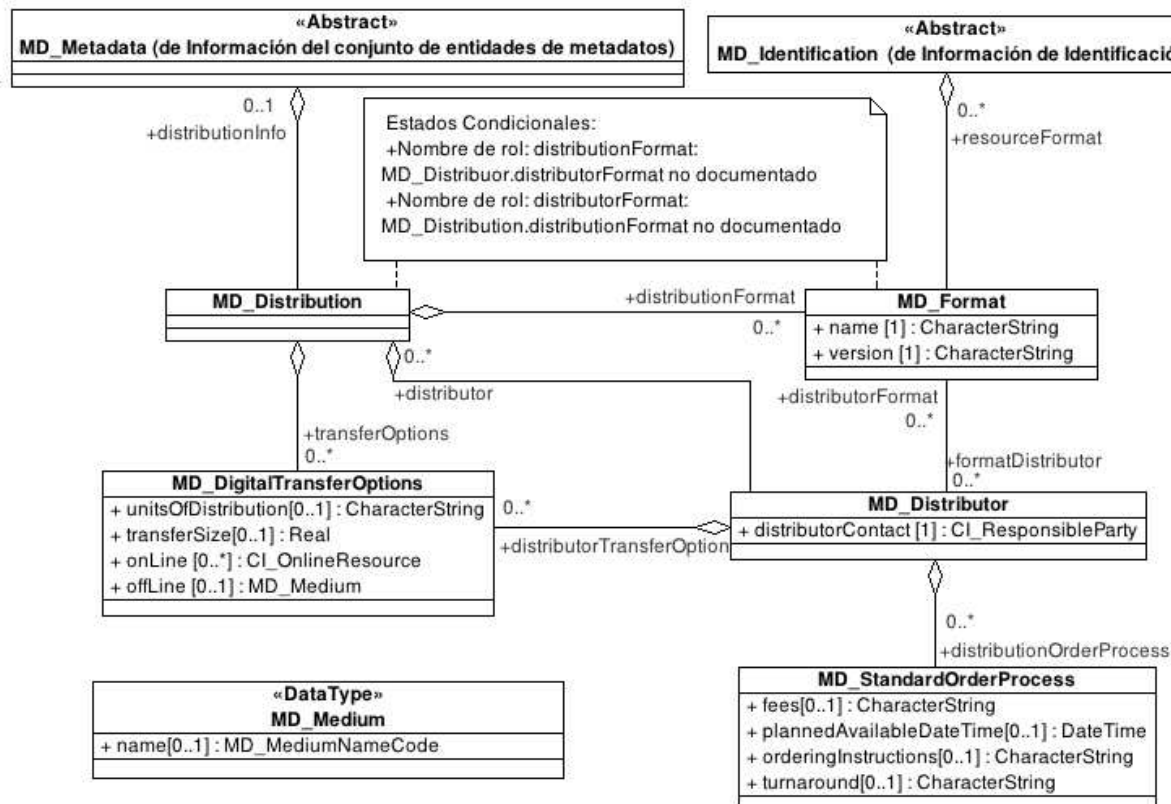 «Abstract»
MD_Metadata (de Información del conjunto de entidades de metadatos)
«Abstract»
MD_Identification (de Información de Identificació
0..1
+distributionInfo
Estados Condicionales:
+Nombre de rol: distributionFormat:
MD_Distribuor.distributorFormat no documentado
+Nombre de rol: distributorFormat:
MD_Distribution.distributionFormat no documentado
0..*
+resourceFormat
MD_Distribution
+distributionFormat
0..*
MD_Format
+ name [1] : CharacterString
+ version [1] : CharacterString
0..*
+distributor
+distributorFormat
0..*
+transferOptions
0..*
+formatDistributor
0..*
MD_DigitalTransferOptions
+ unitsOfDistribution[0..1] : CharacterString
+ transferSize[0..1] : Real
+ onLine [0..*] : CI_OnlineResource
+ offLine [0..1] : MD_Medium
0..*
+distributorTransferOption
MD_Distributor
+ distributorContact [1] : CI_ResponsibleParty
0..*
+distributionOrderProcess
«DataType»
MD_Medium
+ name[0..1] : MD_MediumNameCode
MD_StandardOrderProcess
+ fees[0..1] : CharacterString
+ plannedAvailableDateTime[0..1] : DateTime
+ orderingInstructions[0..1] : CharacterString
+ turnaround[0..1] : CharacterString